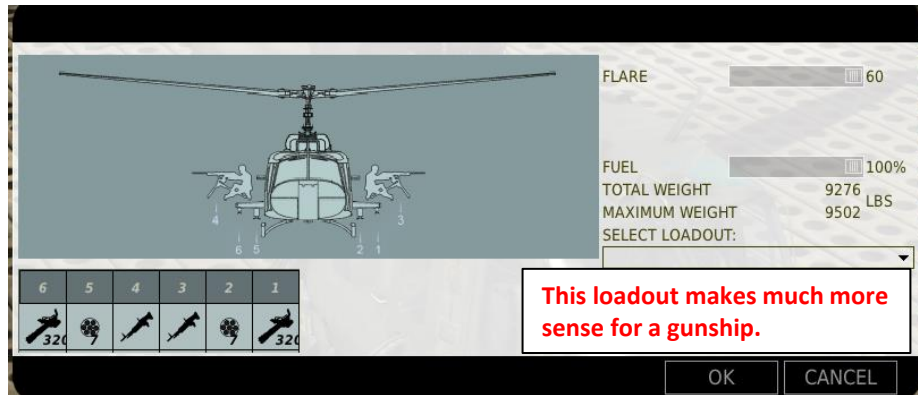 FLARE 60
4 3
6 5 2 1
FUEL 100%
TOTAL WEIGHT 9276
LBS
MAXIMUM WEIGHT 9502
SELECT LOADOUT:
6 5 4 3 2 1
320 7 7 320
This loadout makes much more
sense for a gunship.
OK CANCEL